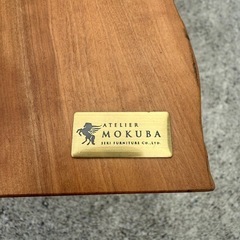 ATELIER
MOKUBA
SEKI FURNITURE CO.,LTD.